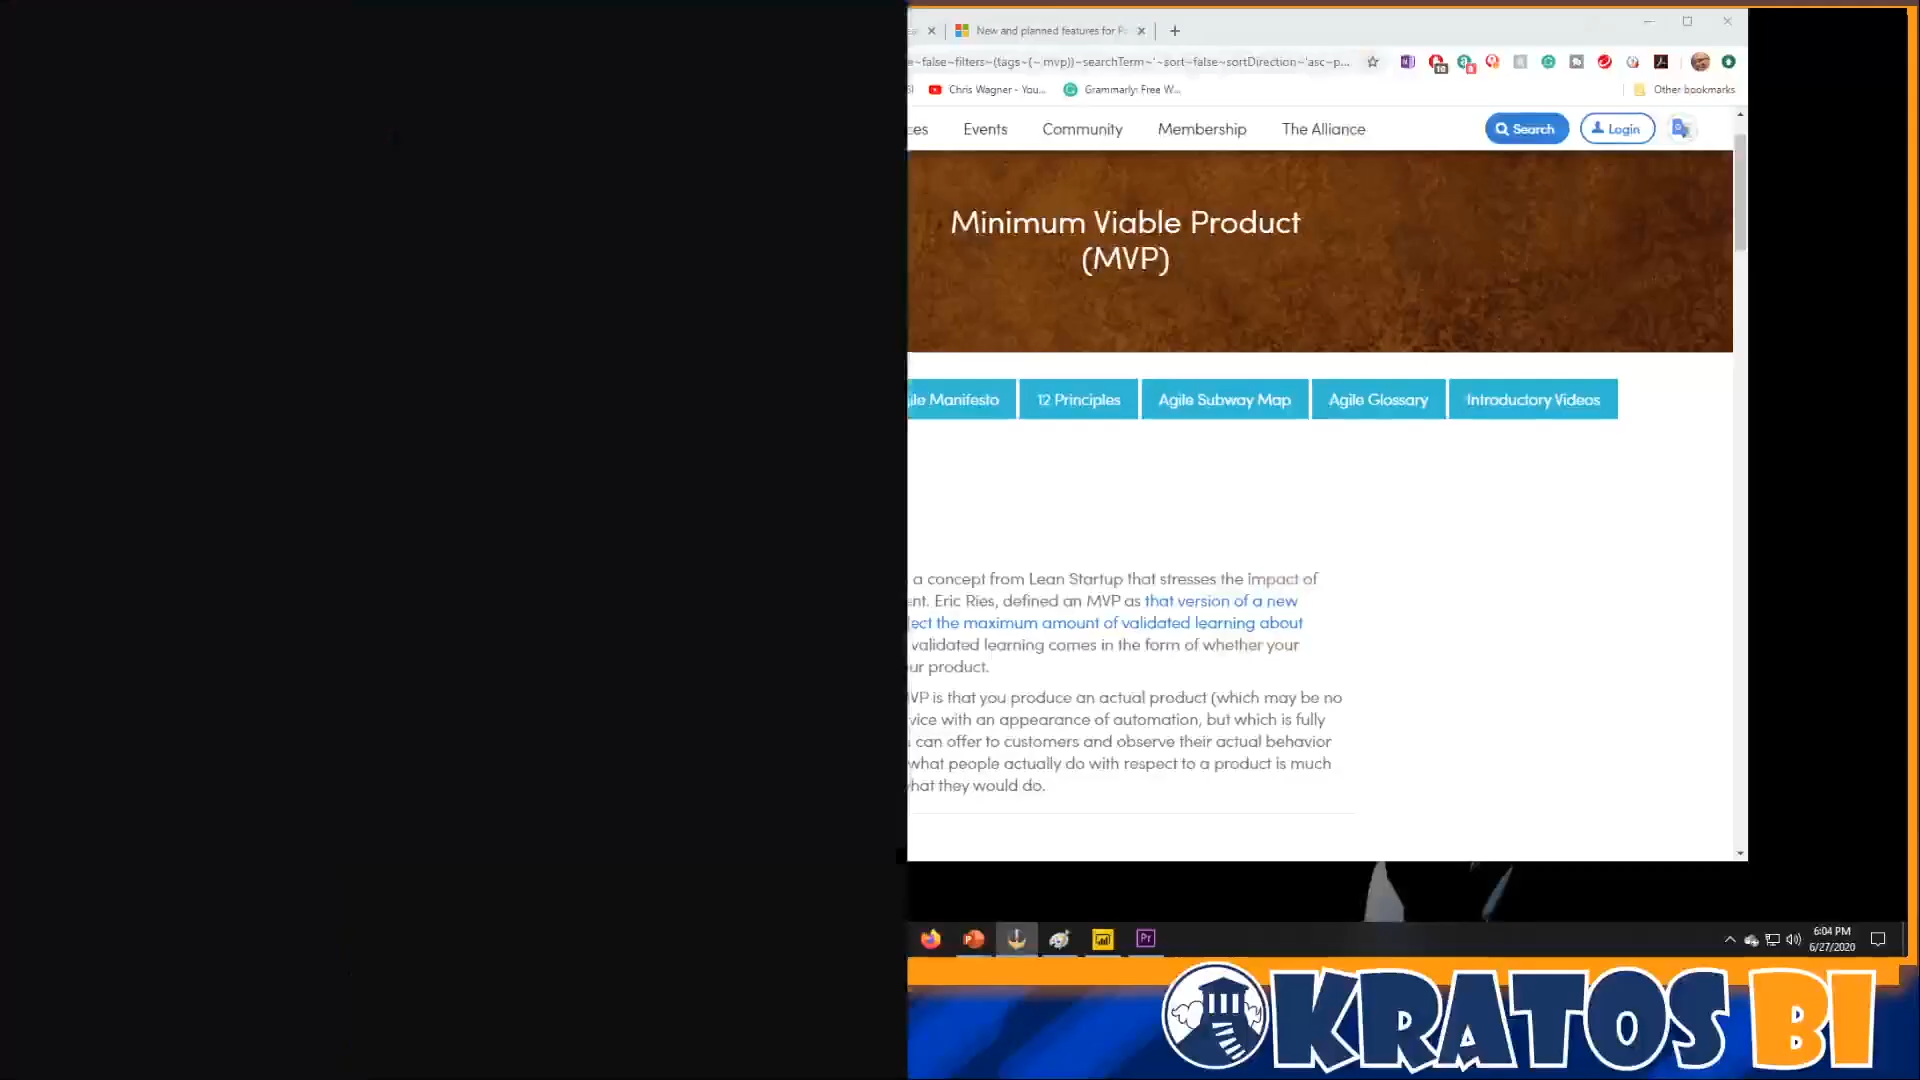 New and planned features for
e~false~filters~(tags~(~'mvp))~searchTerm~'~sort~false~sortDirection~'asc~p...
Chris Wagner - You...
Grammarly: Free W...
Other bookmarks
Events
Community
Membership
The Alliance
Search
Login
Minimum Viable Product
(MVP)
Manifesto
12 Principles
Agile Subway Map
Agile Glossary
Introductory Videos
a concept from Lean Startup that stresses the impact of
Eric Ries, defined an MVP as that version of a new
the maximum amount of validated learning about
validated learning comes in the form of whether your
product.
is that you produce an actual product (which may be no
with an appearance of automation, but which is fully
can offer to customers and observe their actual behavior
what people actually do with respect to a product is much
they would do.
6:04 PM
6/27/2020
KRATOS BI